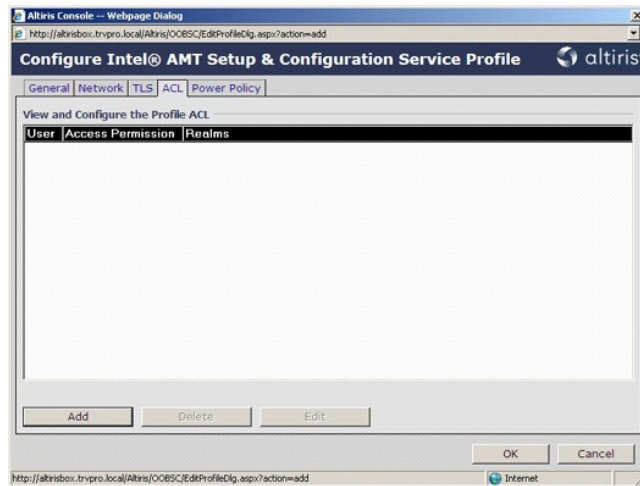 Altiris Console -- Webpage Dialog
http://altirisbox.trvpro.local/Altiris/OOBSC/EditProfileDlg.aspx?action=add
Configure Intel® AMT Setup & Configuration Service Profile
altiris
General Network TLS ACL Power Policy
View and Configure the Profile ACL
User Access Permission Realms
Add Delete Edit
OK Cancel
http://altirisbox.trvpro.local/Altiris/OOBSC/EditProfileDlg.aspx?action=add Internet